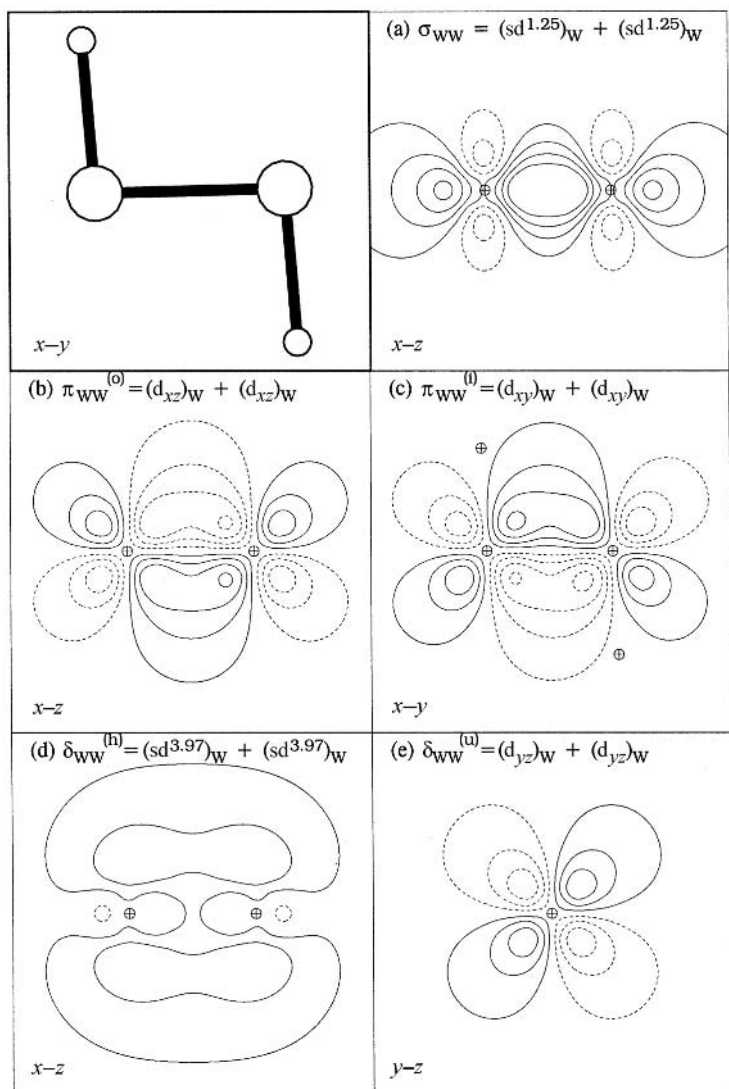 x–y
(a) σWW = (sd1.25)W + (sd1.25)W
x–z
(b) πWW(o)=(dxz)W + (dxz)W
x–z
(c) πWW(i)=(dxy)W + (dxy)W
x–y
(d) δWW(h)=(sd3.97)W + (sd3.97)W
x–z
(e) δWW(u)=(dyz)W + (dyz)W
y–z